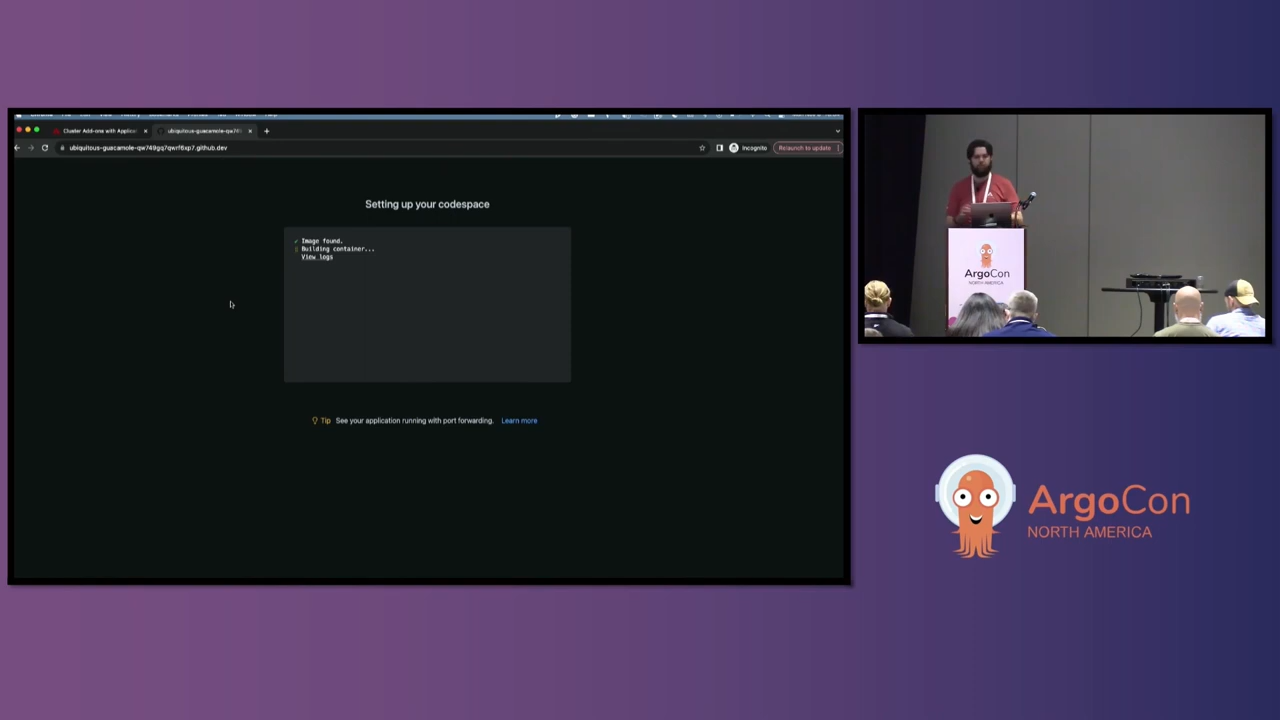 Cluster Add-ons with Applicat
ubiquitous-guacamole-qw749
ubiquitous-guacamole-qw749gq7qwrf6xp7.github.dev
Incognito
Relaunch to update
Setting up your codespace
✓ Image found.
Building container...
View logs
Tip See your application running with port forwarding. Learn more
ArgoCon
NORTH AMERICA
ArgoCon
NORTH AMERICA